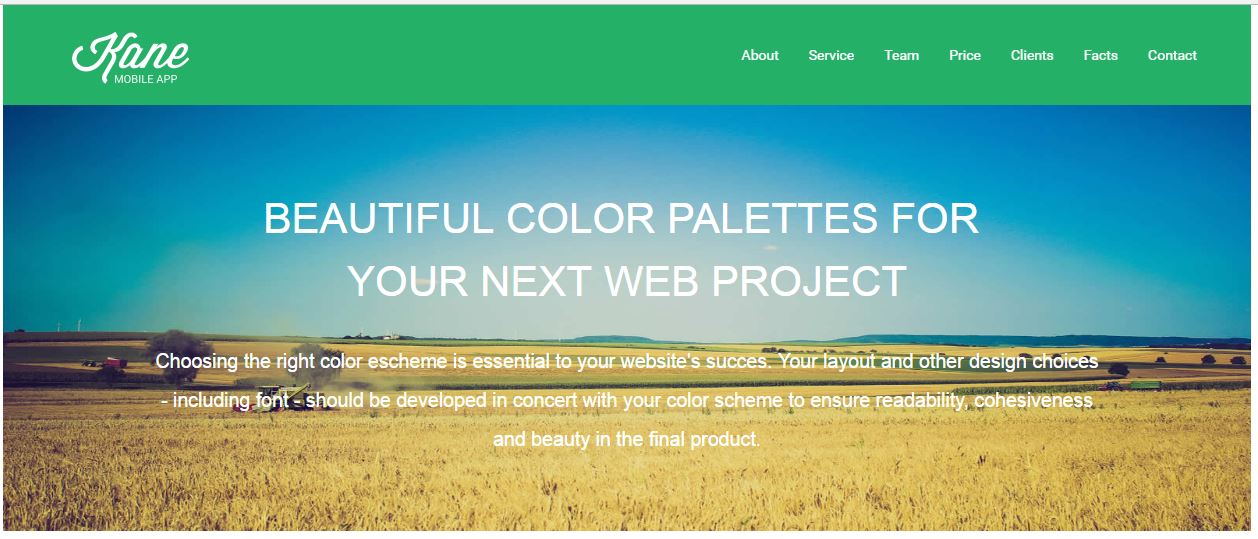 Kane
MOBILE APP
About Service Team Price Clients Facts Contact
BEAUTIFUL COLOR PALETTES FOR
YOUR NEXT WEB PROJECT
Choosing the right color escheme is essential to your website's succes. Your layout and other design choices
- including font - should be developed in concert with your color scheme to ensure readability, cohesiveness
and beauty in the final product.